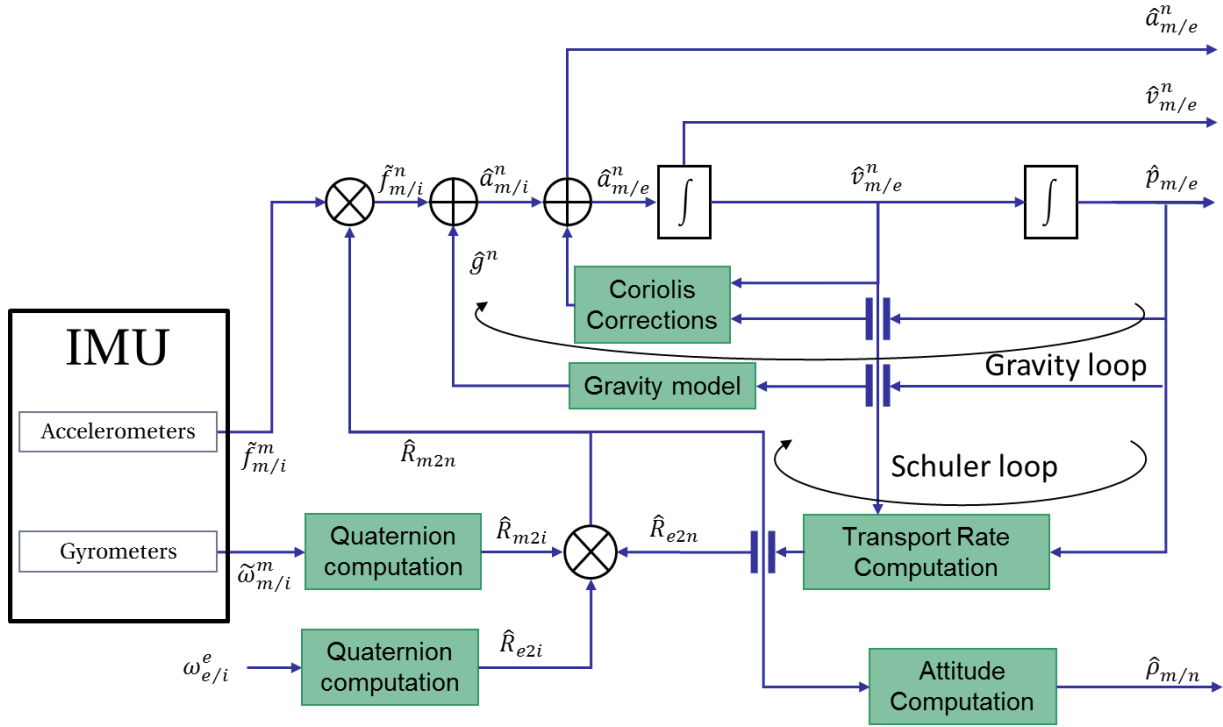 â^n_{m/e}
v̂^n_{m/e}
f̃^n_{m/i}
â^n_{m/i}
â^n_{m/e}
∫
v̂^n_{m/e}
∫
p̂_{m/e}
ĝ^n
Coriolis
Corrections
IMU
Gravity model
Gravity loop
Accelerometers
f̃^m_{m/i}
R̂_{m2n}
Schuler loop
Gyrometers
ω̃^m_{m/i}
Quaternion
computation
R̂_{m2i}
R̂_{e2n}
Transport Rate
Computation
ω^e_{e/i}
Quaternion
computation
R̂_{e2i}
Attitude
Computation
ρ̂_{m/n}